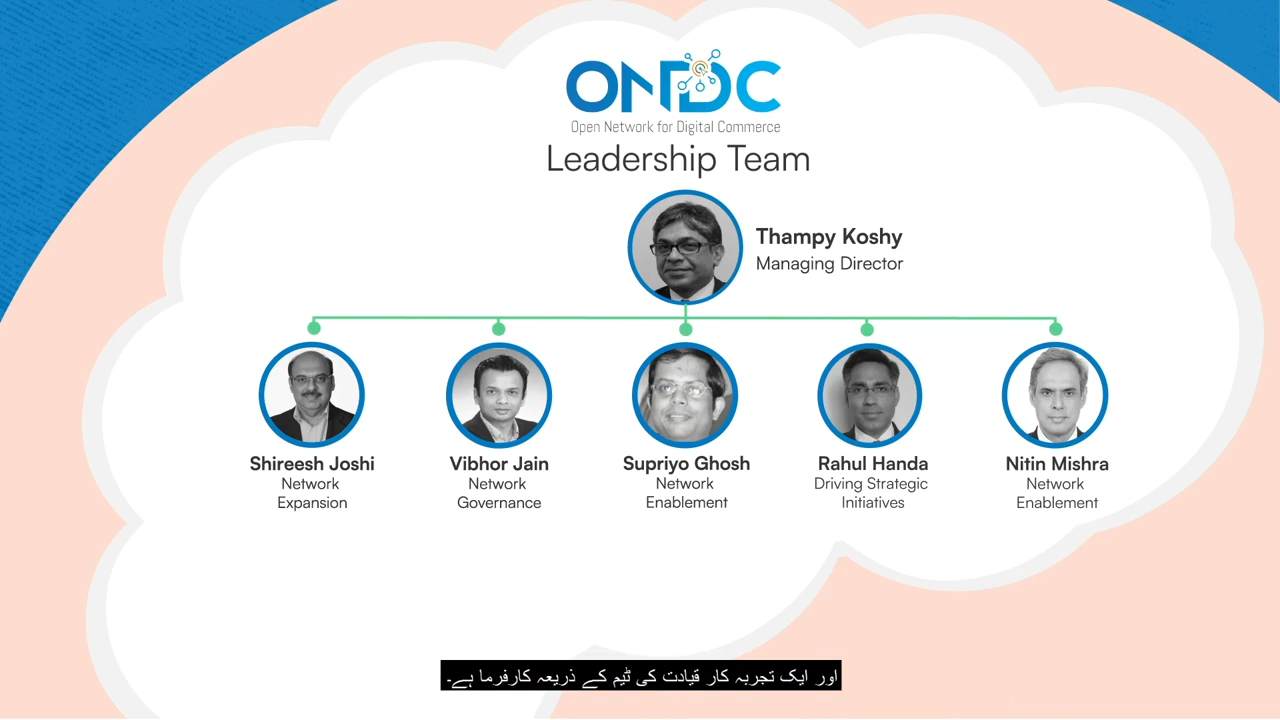 ONDC
Open Network for Digital Commerce
Leadership Team
Thampy Koshy
Managing Director
Shireesh Joshi
Network
Expansion
Vibhor Jain
Network
Governance
Supriyo Ghosh
Network
Enablement
Rahul Handa
Driving Strategic
Initiatives
Nitin Mishra
Network
Enablement
اور ایک تجربہ کار قیادت کی ٹیم کے ذریعہ کارفرما ہے۔